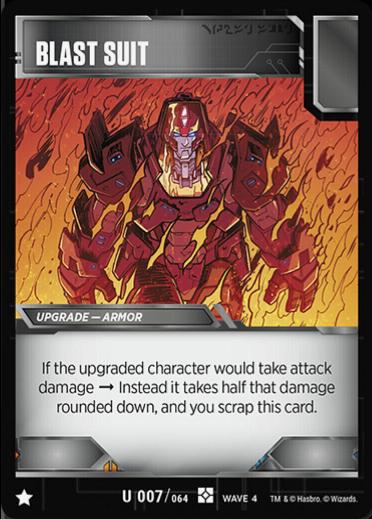 BLAST SUIT
UPGRADE — ARMOR
If the upgraded character would take attack
damage → Instead it takes half that damage
rounded down, and you scrap this card.
U 007/064 WAVE 4 TM & © Hasbro. © Wizards.